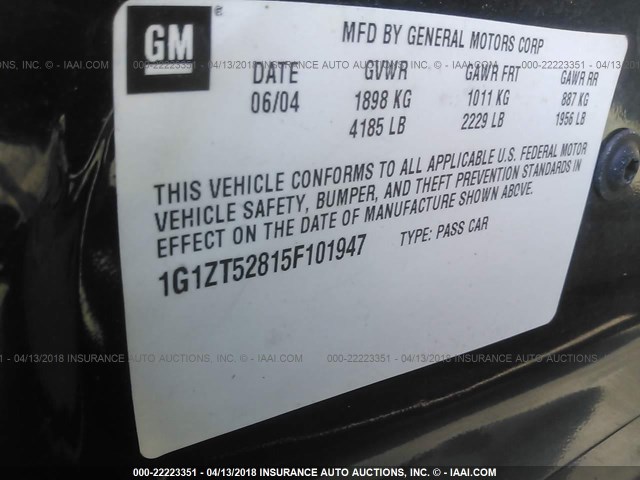 GM ®
MFD BY GENERAL MOTORS CORP
DATE GVWR GAWR FRT GAWR RR
06/04 1898 KG 1011 KG 887 KG
4185 LB 2229 LB 1956 LB
THIS VEHICLE CONFORMS TO ALL APPLICABLE U.S. FEDERAL MOTOR
VEHICLE SAFETY, BUMPER, AND THEFT PREVENTION STANDARDS IN
EFFECT ON THE DATE OF MANUFACTURE SHOWN ABOVE.
1G1ZT52815F101947 TYPE: PASS CAR
000-22223351 - 04/13/2018 INSURANCE AUTO AUCTIONS, INC. - IAAI.COM